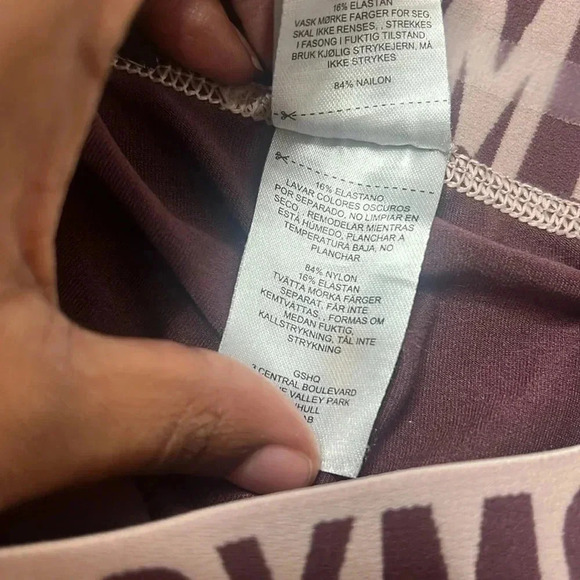 16% ELASTAN
VASK MØRKE FARGER FOR SEG,
SKAL IKKE RENSES, , STREKKES
I FASONG I FUKTIG TILSTAND,
BRUK KJØLIG STRYKEJERN, MÅ
IKKE STRYKES
84% NAILON
16% ELASTANO
LAVAR COLORES OSCUROS
POR SEPARADO, NO LIMPIAR EN
SECO , REMODELAR MIENTRAS
ESTÁ HÚMEDO, PLANCHAR A
TEMPERATURA BAJA, NO
PLANCHAR
84% NYLON
16% ELASTAN
TVÄTTA MÖRKA FÄRGER
SEPARAT. FÅR INTE
KEMTVÄTTAS, , FORMAS OM
MEDAN FUKTIG,
KALLSTRYKNING, TÅL INTE
STRYKNING
GSHQ
CENTRAL BOULEVARD
VALLEY PARK